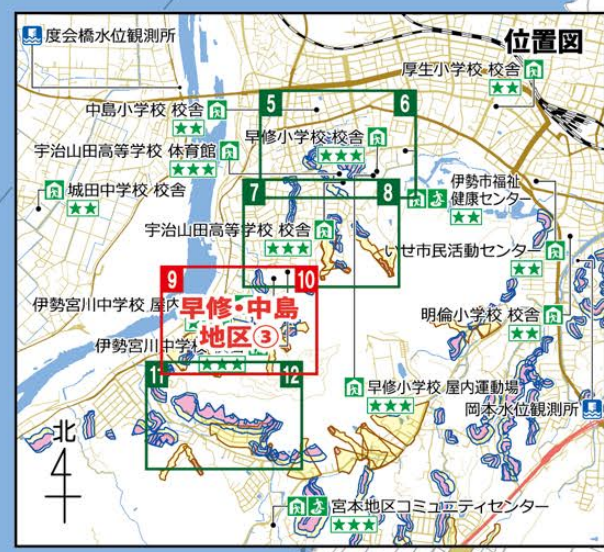 位置図
度会橋水位観測所
厚生小学校 校舎
★★
中島小学校 校舎
★★
5
6
早修小学校 校舎
★★★
宇治山田高等学校 体育館
★★★
城田中学校 校舎
★★
7
8
伊勢市福祉
健康センター
★★
宇治山田高等学校 校舎
★★★
いせ市民活動センター
★★
9
10
伊勢宮川中学校 屋内
早修・中島
地区③
伊勢宮川中学校
★★★
明倫小学校 校舎
★★
11
12
早修小学校 屋内運動場
★★★
岡本水位観測所
北
宮本地区コミュニティセンター
★★★